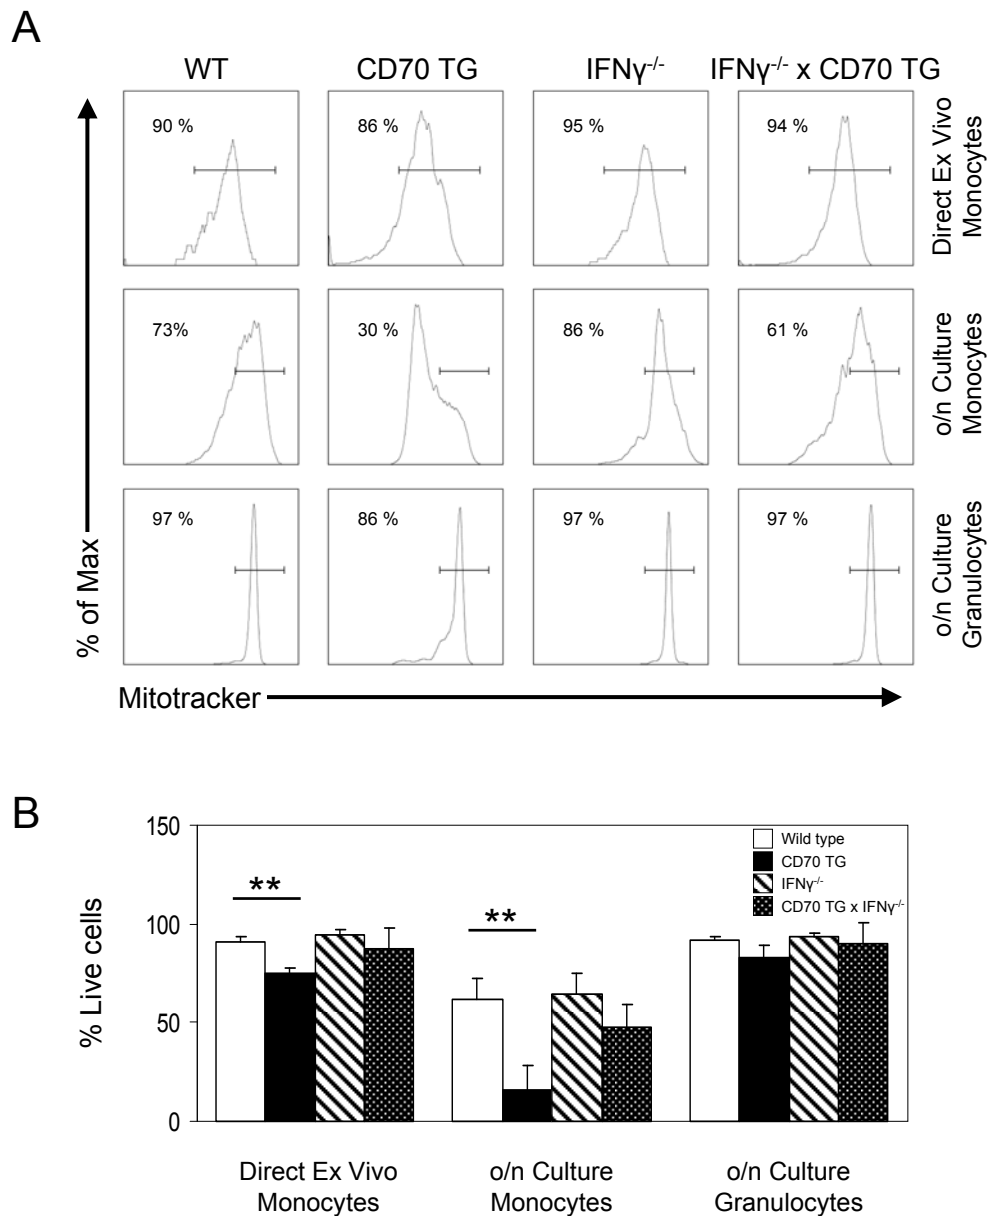 A
WT CD70 TG IFNγ-/- IFNγ-/- x CD70 TG
90 % 86 % 95 % 94 %
Direct Ex Vivo
Monocytes
73% 30 % 86 % 61 %
o/n Culture
Monocytes
97 % 86 % 97 % 97 %
o/n Culture
Granulocytes
% of Max
Mitotracker
B
150
100
50
0
% Live cells
**
**
Wild type
CD70 TG
IFNγ-/-
CD70 TG x IFNγ-/-
Direct Ex Vivo
Monocytes
o/n Culture
Monocytes
o/n Culture
Granulocytes